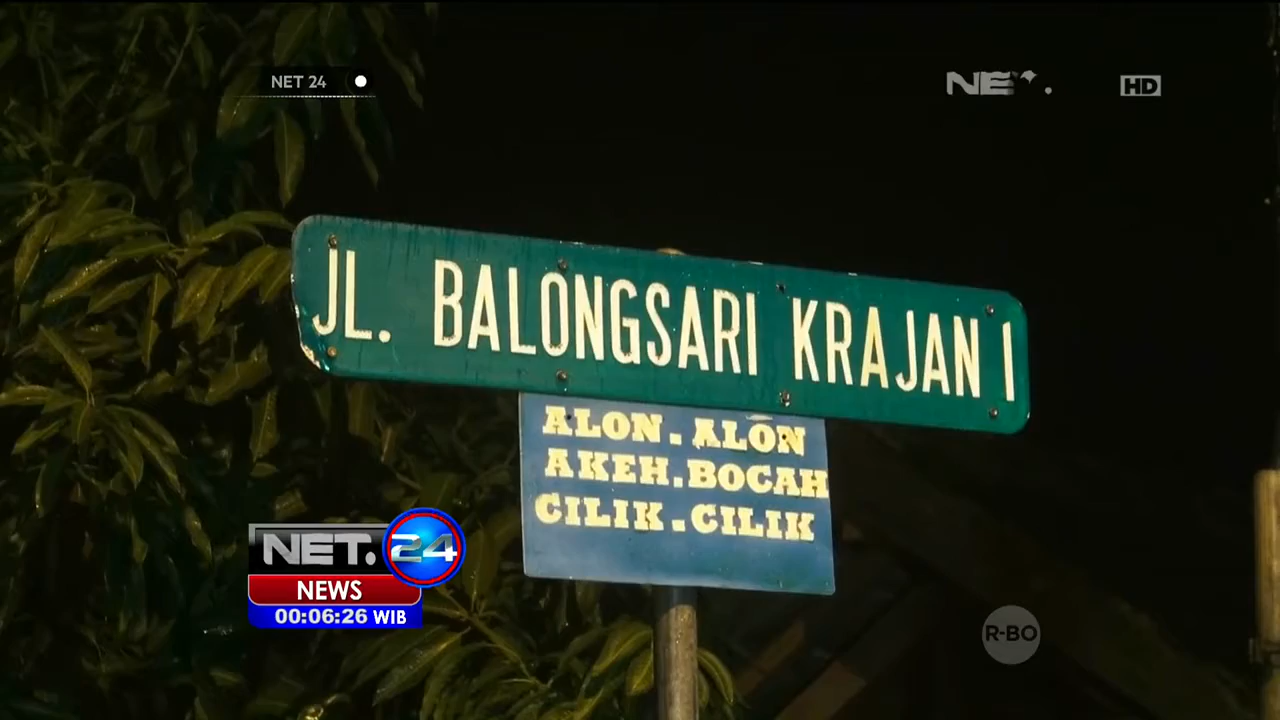 NET 24
NE
HD
JL. BALONGSARI KRAJAN I
ALON.ALON
AKEH.BOCAH
CILIK.CILIK
NET. 24
NEWS
00:06:26 WIB
R-BO